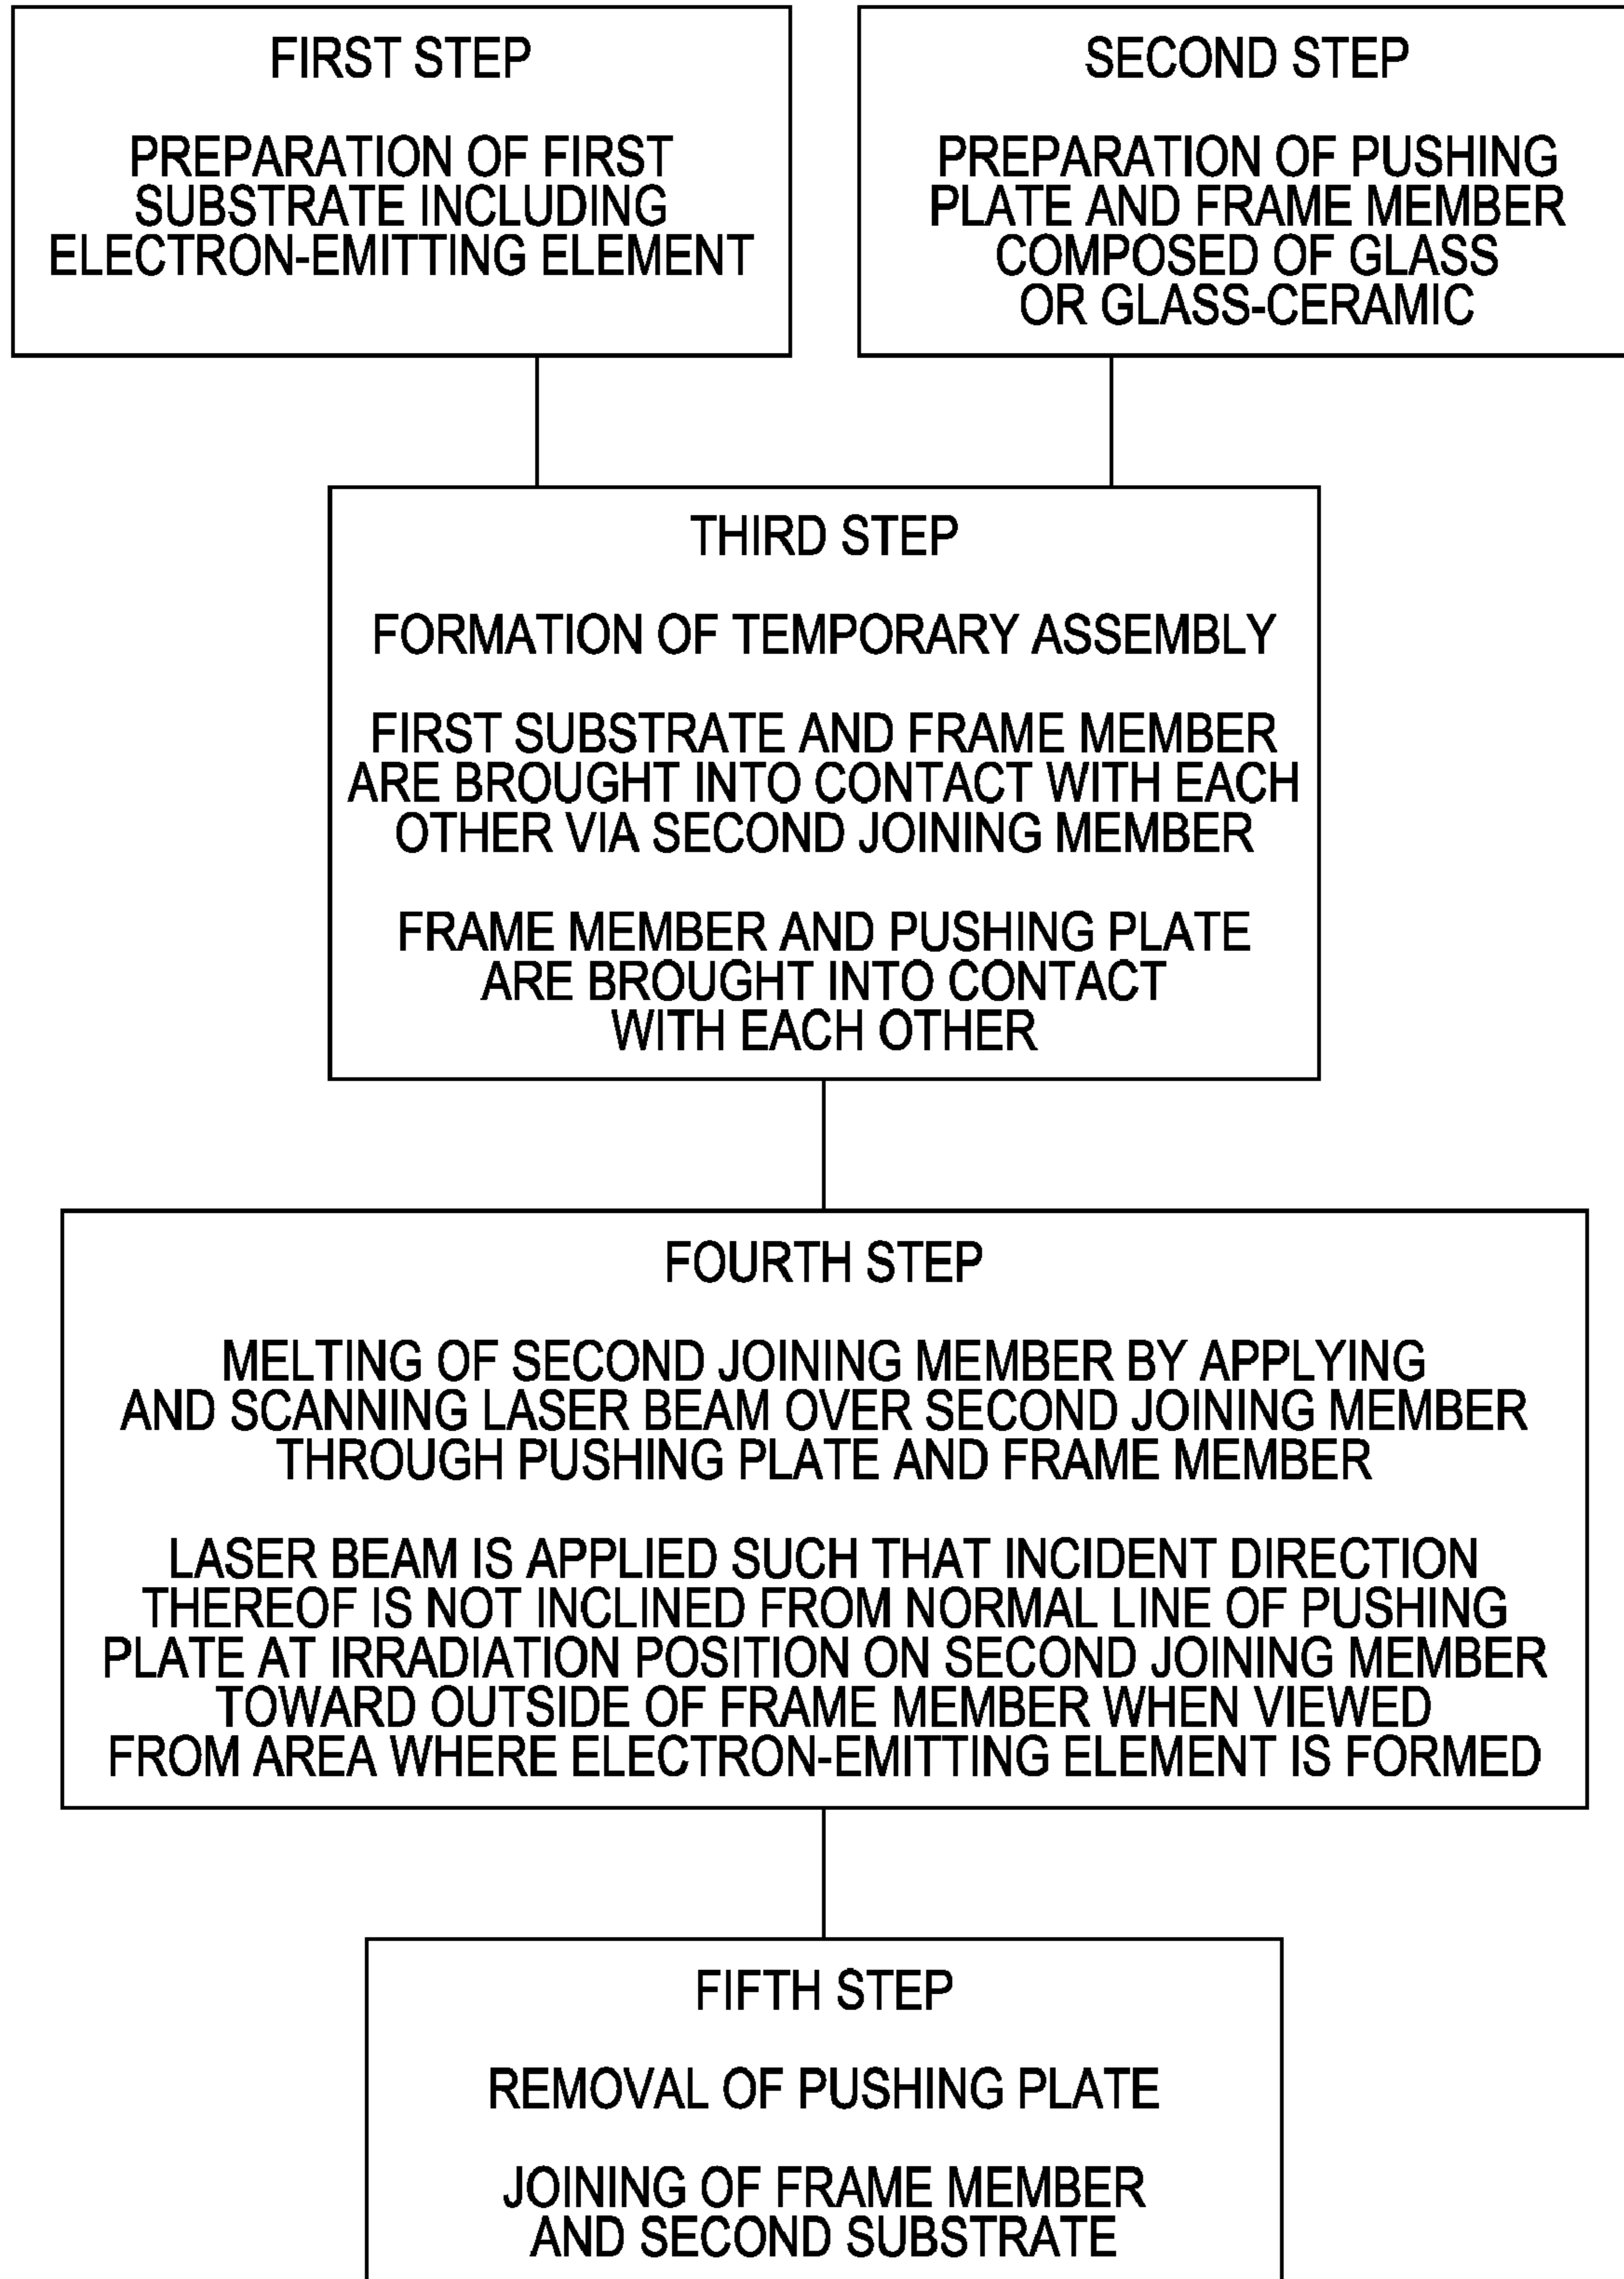 FIRST STEP
PREPARATION OF FIRST
SUBSTRATE INCLUDING
ELECTRON-EMITTING ELEMENT
SECOND STEP
PREPARATION OF PUSHING
PLATE AND FRAME MEMBER
COMPOSED OF GLASS
OR GLASS-CERAMIC
THIRD STEP
FORMATION OF TEMPORARY ASSEMBLY
FIRST SUBSTRATE AND FRAME MEMBER
ARE BROUGHT INTO CONTACT WITH EACH
OTHER VIA SECOND JOINING MEMBER
FRAME MEMBER AND PUSHING PLATE
ARE BROUGHT INTO CONTACT
WITH EACH OTHER
FOURTH STEP
MELTING OF SECOND JOINING MEMBER BY APPLYING
AND SCANNING LASER BEAM OVER SECOND JOINING MEMBER
THROUGH PUSHING PLATE AND FRAME MEMBER
LASER BEAM IS APPLIED SUCH THAT INCIDENT DIRECTION
THEREOF IS NOT INCLINED FROM NORMAL LINE OF PUSHING
PLATE AT IRRADIATION POSITION ON SECOND JOINING MEMBER
TOWARD OUTSIDE OF FRAME MEMBER WHEN VIEWED
FROM AREA WHERE ELECTRON-EMITTING ELEMENT IS FORMED
FIFTH STEP
REMOVAL OF PUSHING PLATE
JOINING OF FRAME MEMBER
AND SECOND SUBSTRATE